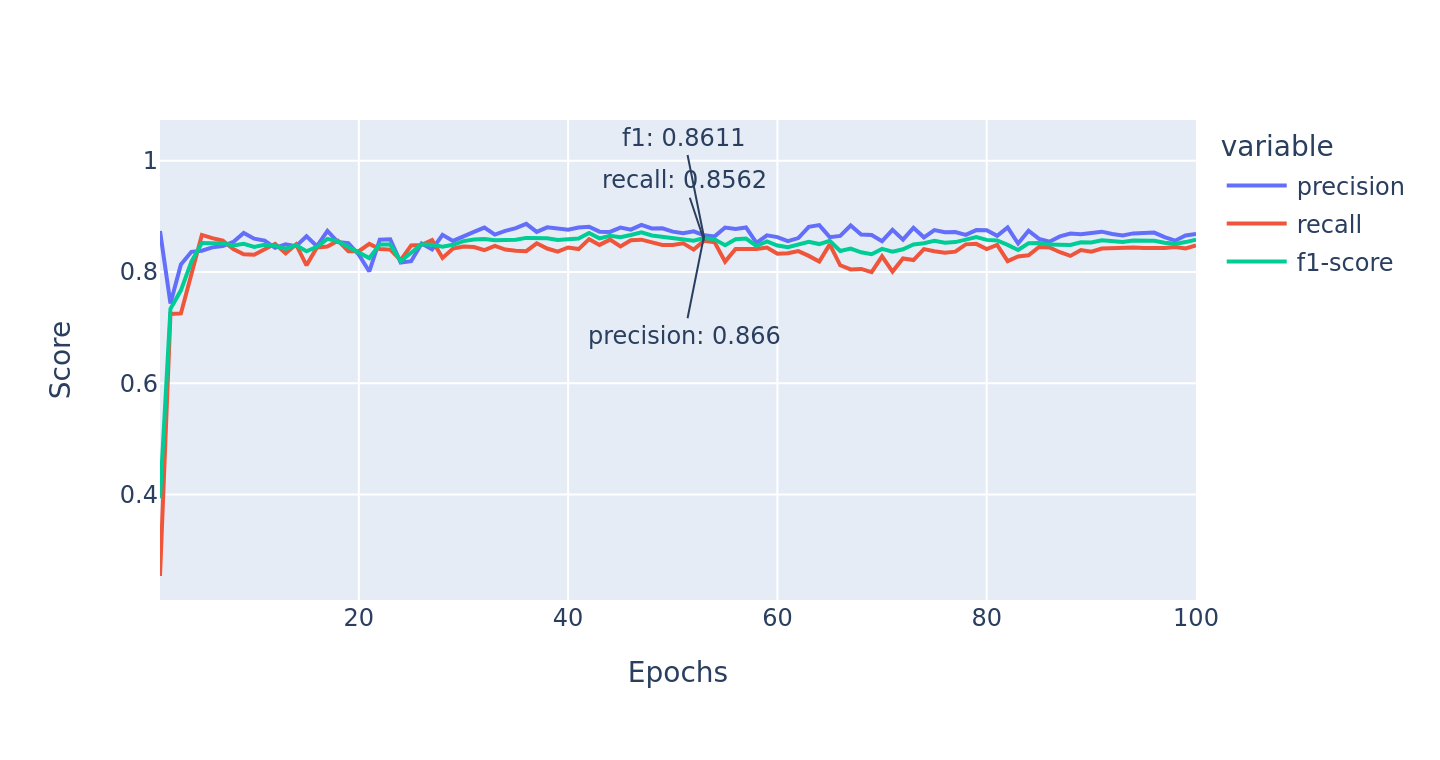 f1: 0.8611
recall: 0.8562
precision: 0.866
1
0.8
0.6
0.4
Score
20
40
60
80
100
Epochs
variable
precision
recall
f1-score